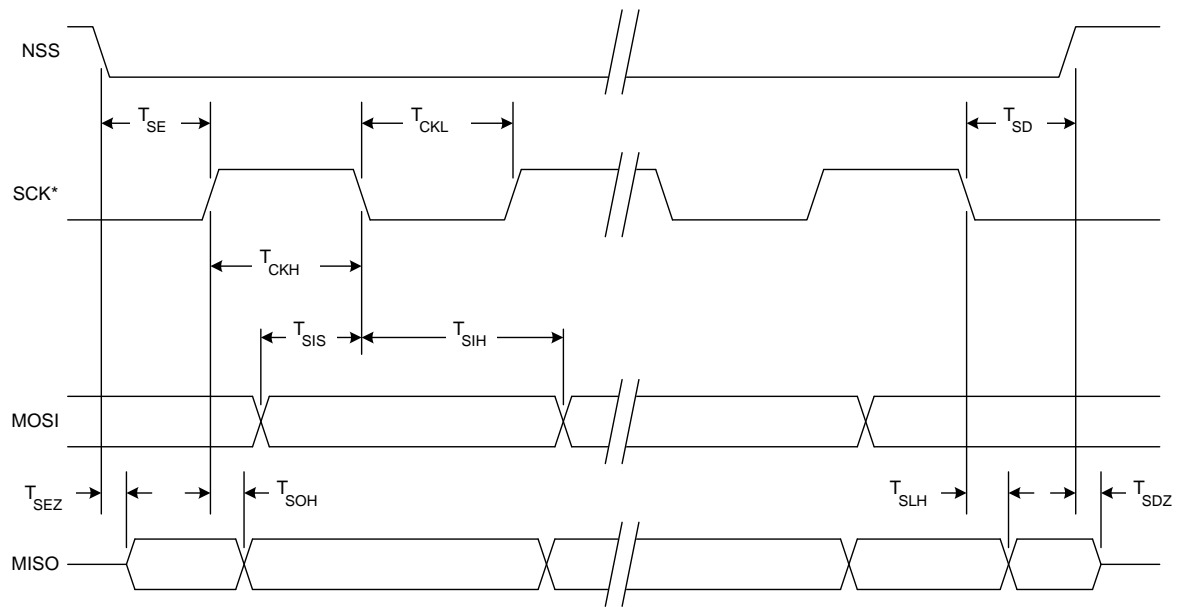 NSS
T_SE
T_CKL
T_SD
SCK*
T_CKH
T_SIS
T_SIH
MOSI
T_SEZ
T_SOH
T_SLH
T_SDZ
MISO